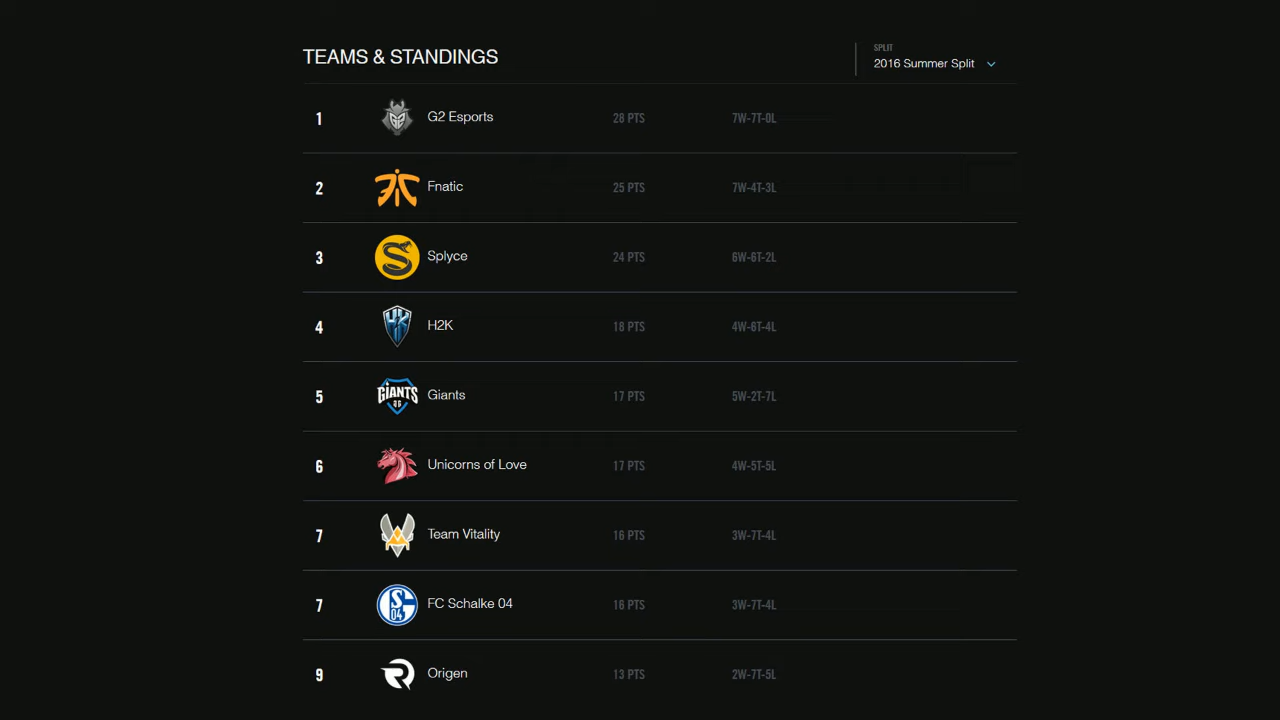 TEAMS & STANDINGS
SPLIT
2016 Summer Split
1 G2 Esports 28 PTS 7W-7T-0L
2 Fnatic 25 PTS 7W-4T-3L
3 Splyce 24 PTS 6W-6T-2L
4 H2K 18 PTS 4W-6T-4L
5 GIANTS Giants 17 PTS 5W-2T-7L
6 Unicorns of Love 17 PTS 4W-5T-5L
7 Team Vitality 16 PTS 3W-7T-4L
7 S 04 FC Schalke 04 16 PTS 3W-7T-4L
9 Origen 13 PTS 2W-7T-5L